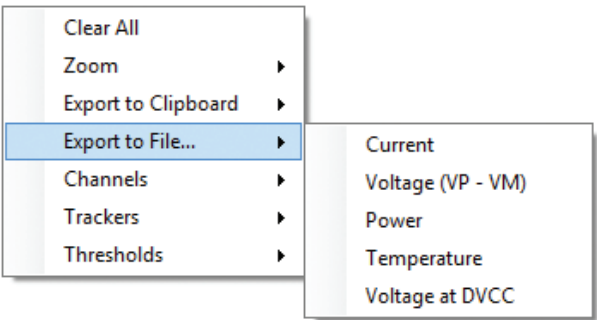 Clear All
Zoom
Export to Clipboard
Export to File...
Channels
Trackers
Thresholds
Current
Voltage (VP - VM)
Power
Temperature
Voltage at DVCC